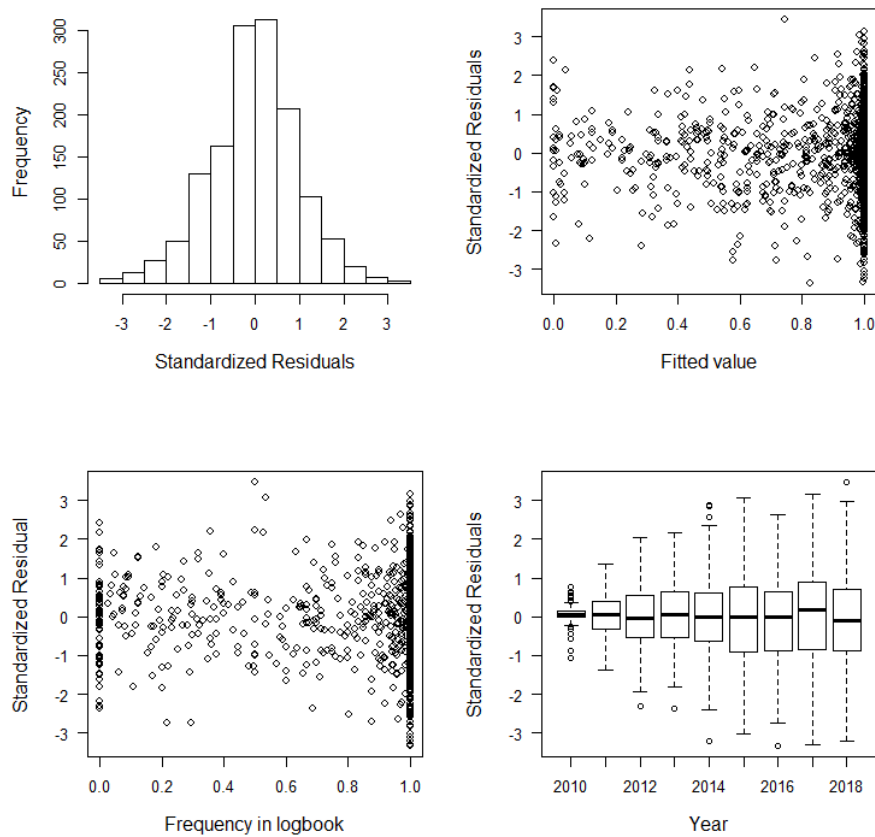 300
250
200
150
100
50
0
Frequency
-3 -2 -1 0 1 2 3
Standardized Residuals
3
2
1
0
-1
-2
-3
Standardized Residuals
0.0 0.2 0.4 0.6 0.8 1.0
Fitted value
3
2
1
0
-1
-2
-3
Standardized Residual
0.0 0.2 0.4 0.6 0.8 1.0
Frequency in logbook
3
2
1
0
-1
-2
-3
Standardized Residuals
2010 2012 2014 2016 2018
Year